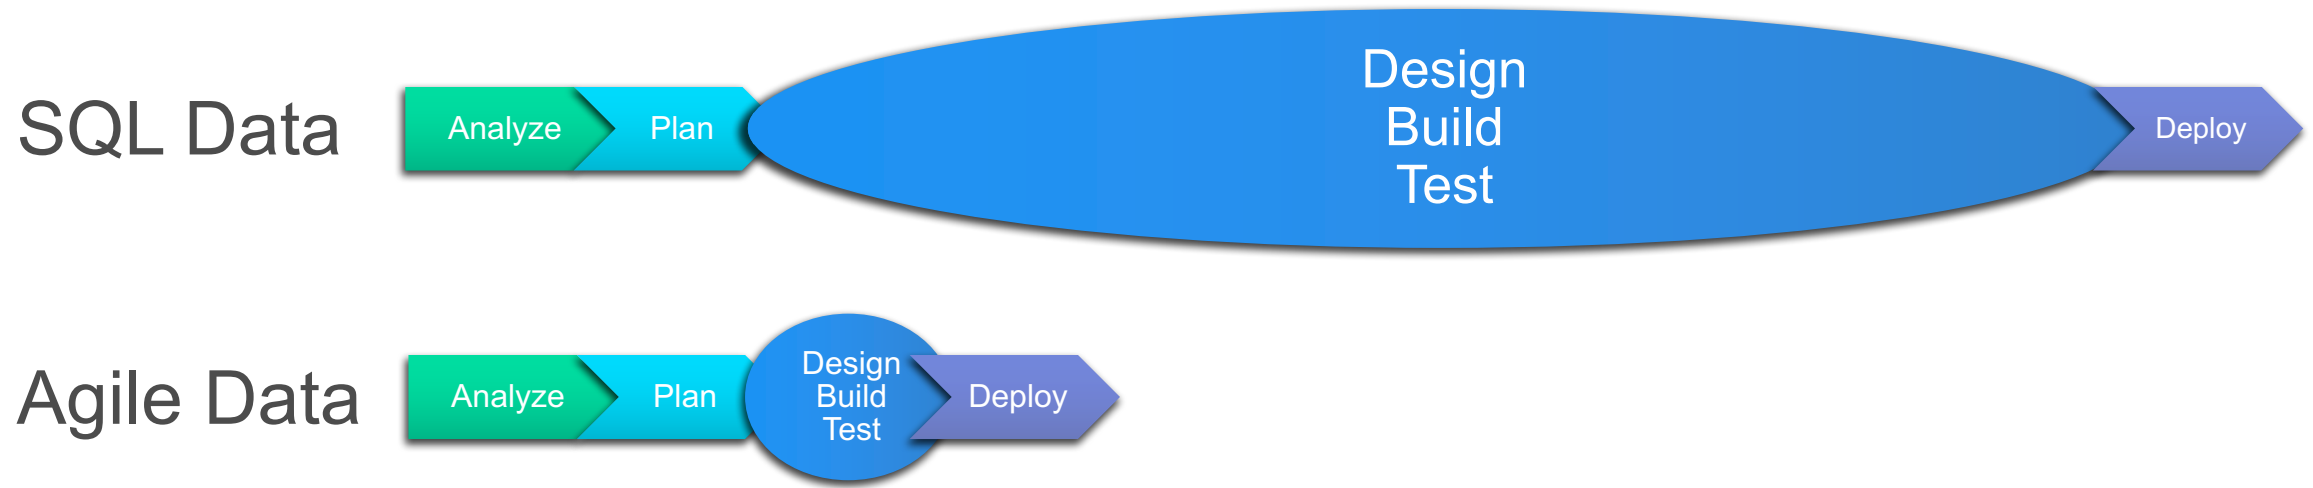 SQL Data
Analyze
Plan
Design
Build
Test
Deploy
Agile Data
Analyze
Plan
Design
Build
Test
Deploy